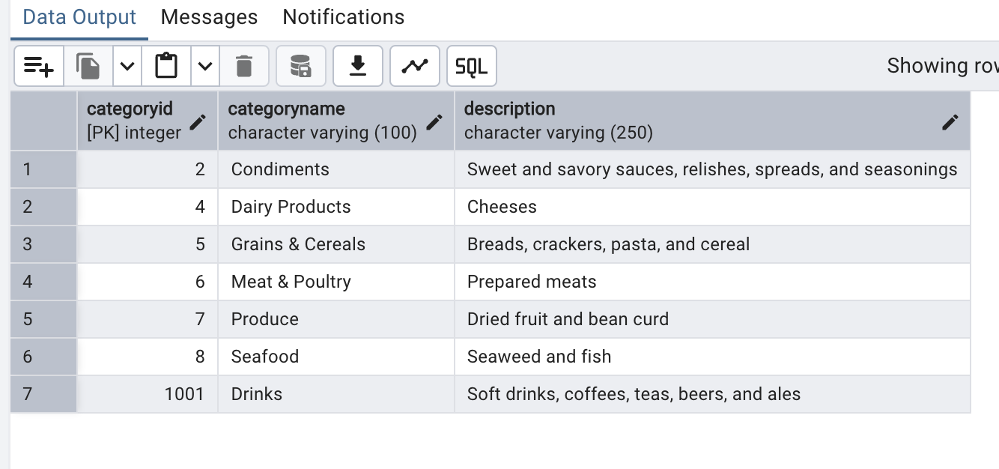 Data Output Messages Notifications
SQL Showing row
categoryid categoryname description
[PK] integer character varying (100) character varying (250)
1 2 Condiments Sweet and savory sauces, relishes, spreads, and seasonings
2 4 Dairy Products Cheeses
3 5 Grains & Cereals Breads, crackers, pasta, and cereal
4 6 Meat & Poultry Prepared meats
5 7 Produce Dried fruit and bean curd
6 8 Seafood Seaweed and fish
7 1001 Drinks Soft drinks, coffees, teas, beers, and ales